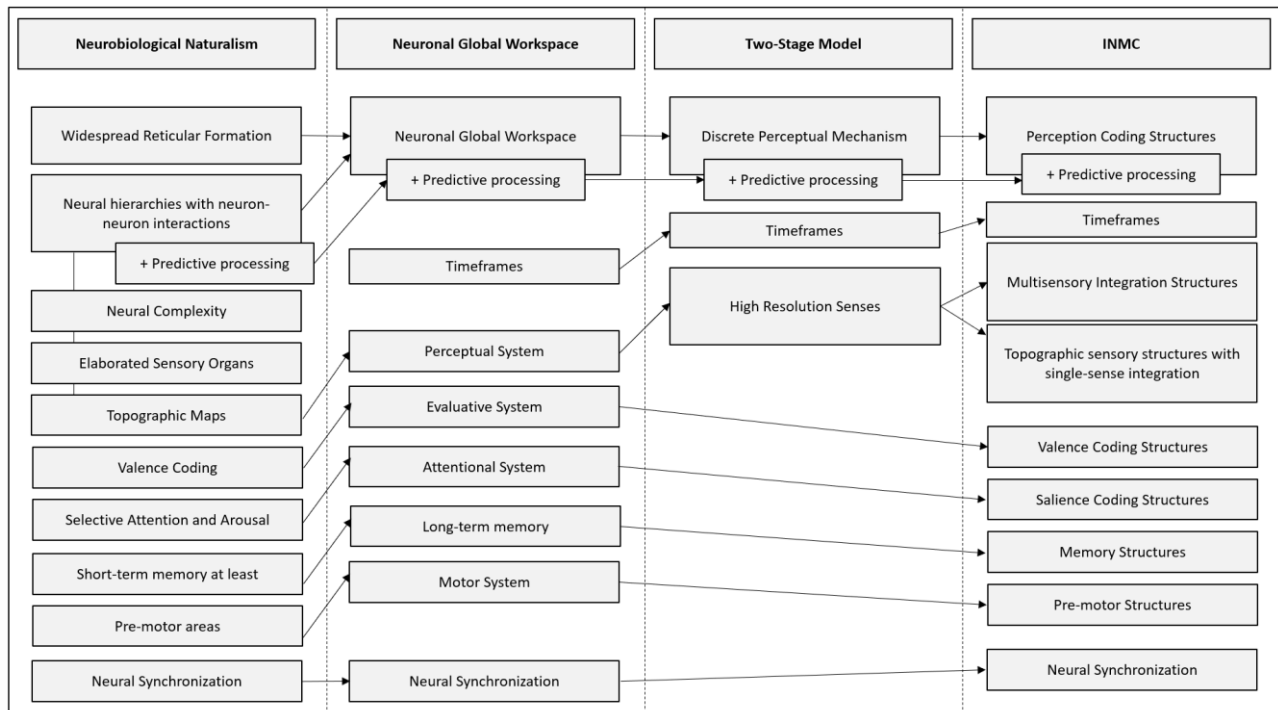 Neurobiological Naturalism
Neuronal Global Workspace
Two-Stage Model
INMC
Widespread Reticular Formation
Neural hierarchies with neuron-
neuron interactions
+ Predictive processing
Neural Complexity
Elaborated Sensory Organs
Topographic Maps
Valence Coding
Selective Attention and Arousal
Short-term memory at least
Pre-motor areas
Neural Synchronization
Neuronal Global Workspace
+ Predictive processing
Timeframes
Perceptual System
Evaluative System
Attentional System
Long-term memory
Motor System
Neural Synchronization
Discrete Perceptual Mechanism
+ Predictive processing
Timeframes
High Resolution Senses
Perception Coding Structures
+ Predictive processing
Timeframes
Multisensory Integration Structures
Topographic sensory structures with
single-sense integration
Valence Coding Structures
Salience Coding Structures
Memory Structures
Pre-motor Structures
Neural Synchronization